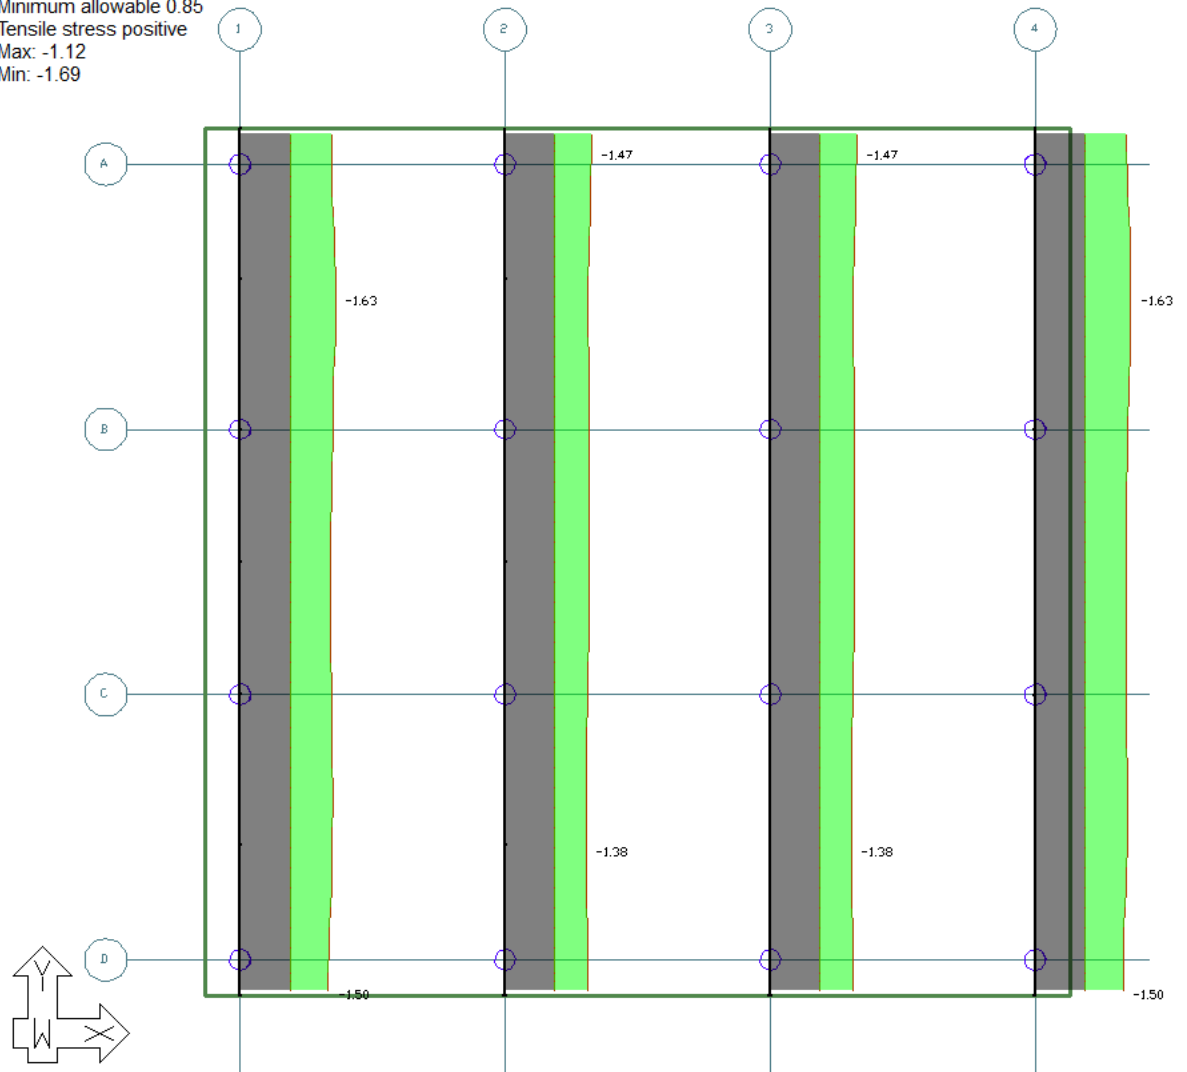 Minimum allowable 0.85
Tensile stress positive
Max: -1.12
Min: -1.69
1 2 3 4
A
-1.47 -1.47
-1.63 -1.63
B
C
-1.38 -1.38
D
-1.50 -1.50
Y
W X